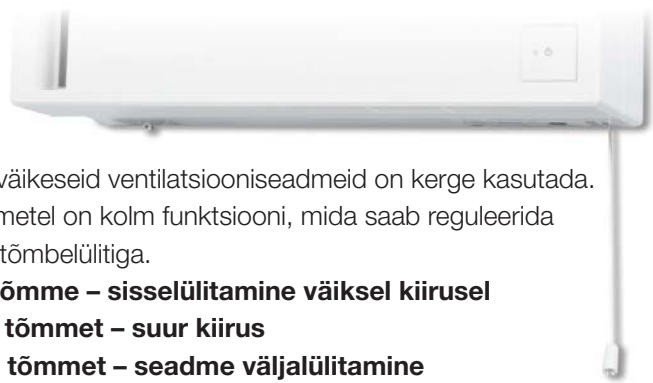 väikeseid ventilatsiooniseadmeid on kerge kasutada.
metel on kolm funktsiooni, mida saab reguleerida
tõmbelülitiga.
õmme – sisselülitamine väiksel kiirusel
tõmmet – suur kiirus
tõmmet – seadme väljalülitamine